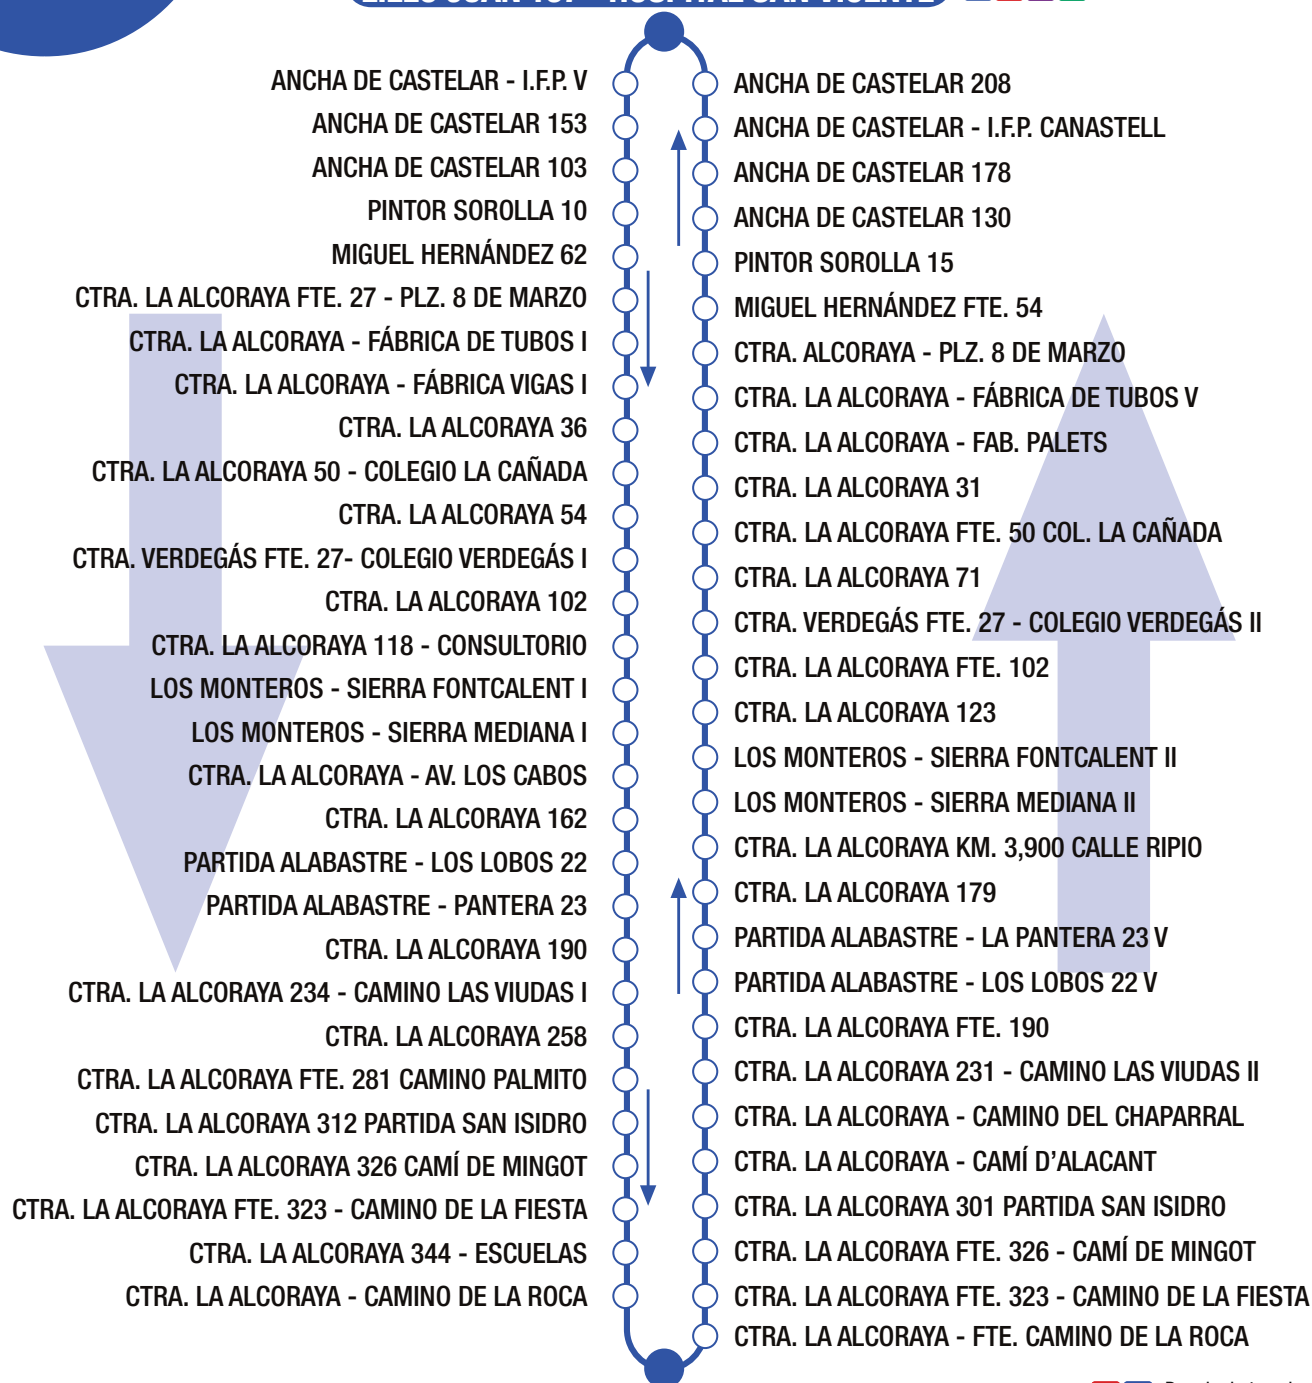 LILLO JUAN 137 - HOSPITAL SAN VICENTE
ANCHA DE CASTELAR - I.F.P. V
ANCHA DE CASTELAR 153
ANCHA DE CASTELAR 103
PINTOR SOROLLA 10
MIGUEL HERNÁNDEZ 62
CTRA. LA ALCORAYA FTE. 27 - PLZ. 8 DE MARZO
CTRA. LA ALCORAYA - FÁBRICA DE TUBOS I
CTRA. LA ALCORAYA - FÁBRICA VIGAS I
CTRA. LA ALCORAYA 36
CTRA. LA ALCORAYA 50 - COLEGIO LA CAÑADA
CTRA. LA ALCORAYA 54
CTRA. VERDEGÁS FTE. 27- COLEGIO VERDEGÁS I
CTRA. LA ALCORAYA 102
CTRA. LA ALCORAYA 118 - CONSULTORIO
LOS MONTEROS - SIERRA FONTCALENT I
LOS MONTEROS - SIERRA MEDIANA I
CTRA. LA ALCORAYA - AV. LOS CABOS
CTRA. LA ALCORAYA 162
PARTIDA ALABASTRE - LOS LOBOS 22
PARTIDA ALABASTRE - PANTERA 23
CTRA. LA ALCORAYA 190
CTRA. LA ALCORAYA 234 - CAMINO LAS VIUDAS I
CTRA. LA ALCORAYA 258
CTRA. LA ALCORAYA FTE. 281 CAMINO PALMITO
CTRA. LA ALCORAYA 312 PARTIDA SAN ISIDRO
CTRA. LA ALCORAYA 326 CAMÍ DE MINGOT
CTRA. LA ALCORAYA FTE. 323 - CAMINO DE LA FIESTA
CTRA. LA ALCORAYA 344 - ESCUELAS
CTRA. LA ALCORAYA - CAMINO DE LA ROCA
ANCHA DE CASTELAR 208
ANCHA DE CASTELAR - I.F.P. CANASTELL
ANCHA DE CASTELAR 178
ANCHA DE CASTELAR 130
PINTOR SOROLLA 15
MIGUEL HERNÁNDEZ FTE. 54
CTRA. ALCORAYA - PLZ. 8 DE MARZO
CTRA. LA ALCORAYA - FÁBRICA DE TUBOS V
CTRA. LA ALCORAYA - FAB. PALETS
CTRA. LA ALCORAYA 31
CTRA. LA ALCORAYA FTE. 50 COL. LA CAÑADA
CTRA. LA ALCORAYA 71
CTRA. VERDEGÁS FTE. 27 - COLEGIO VERDEGÁS II
CTRA. LA ALCORAYA FTE. 102
CTRA. LA ALCORAYA 123
LOS MONTEROS - SIERRA FONTCALENT II
LOS MONTEROS - SIERRA MEDIANA II
CTRA. LA ALCORAYA KM. 3,900 CALLE RIPIO
CTRA. LA ALCORAYA 179
PARTIDA ALABASTRE - LA PANTERA 23 V
PARTIDA ALABASTRE - LOS LOBOS 22 V
CTRA. LA ALCORAYA FTE. 190
CTRA. LA ALCORAYA 231 - CAMINO LAS VIUDAS II
CTRA. LA ALCORAYA - CAMINO DEL CHAPARRAL
CTRA. LA ALCORAYA - CAMÍ D'ALACANT
CTRA. LA ALCORAYA 301 PARTIDA SAN ISIDRO
CTRA. LA ALCORAYA FTE. 326 - CAMÍ DE MINGOT
CTRA. LA ALCORAYA FTE. 323 - CAMINO DE LA FIESTA
CTRA. LA ALCORAYA - FTE. CAMINO DE LA ROCA